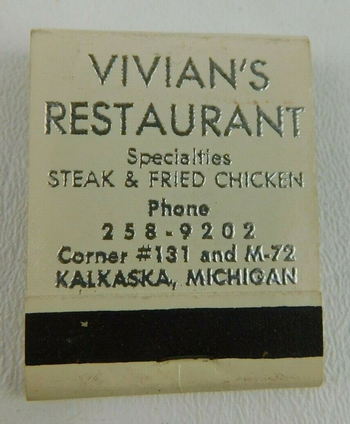 VIVIAN'S
RESTAURANT
Specialties
STEAK & FRIED CHICKEN
Phone
258-9202
Corner #131 and M-72
KALKASKA, MICHIGAN